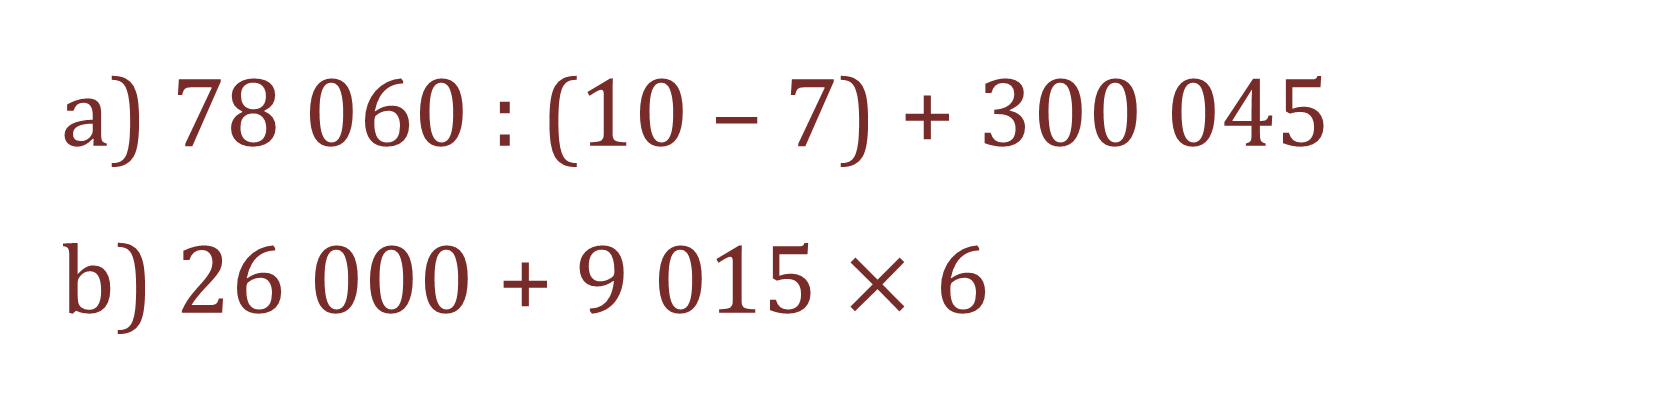 a) 78 060 : (10 – 7) + 300 045
b) 26 000 + 9 015 × 6